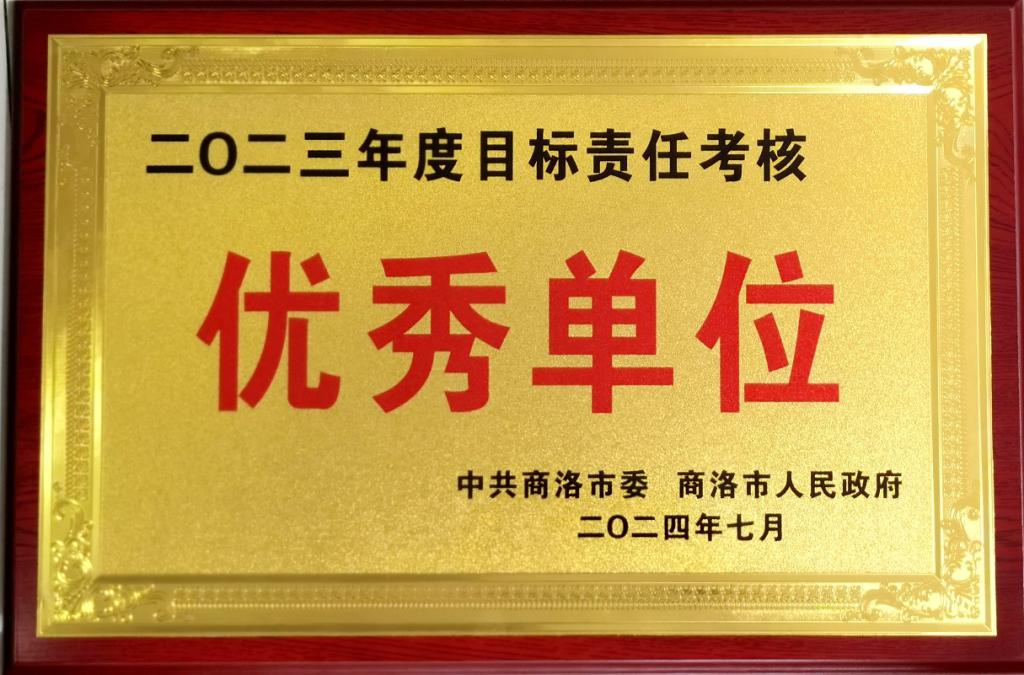 二〇二三年度目标责任考核
优秀单位
中共商洛市委 商洛市人民政府
二〇二四年七月